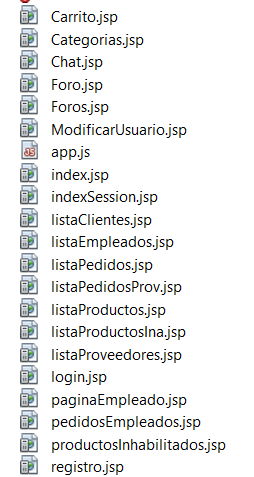 Carrito.jsp
Categorias.jsp
Chat.jsp
Foro.jsp
Foros.jsp
ModificarUsuario.jsp
app.js
index.jsp
indexSession.jsp
listaClientes.jsp
listaEmpleados.jsp
listaPedidos.jsp
listaPedidosProv.jsp
listaProductos.jsp
listaProductosIna.jsp
listaProveedores.jsp
login.jsp
paginaEmpleado.jsp
pedidosEmpleados.jsp
productosInhabilitados.jsp
registro.jsp